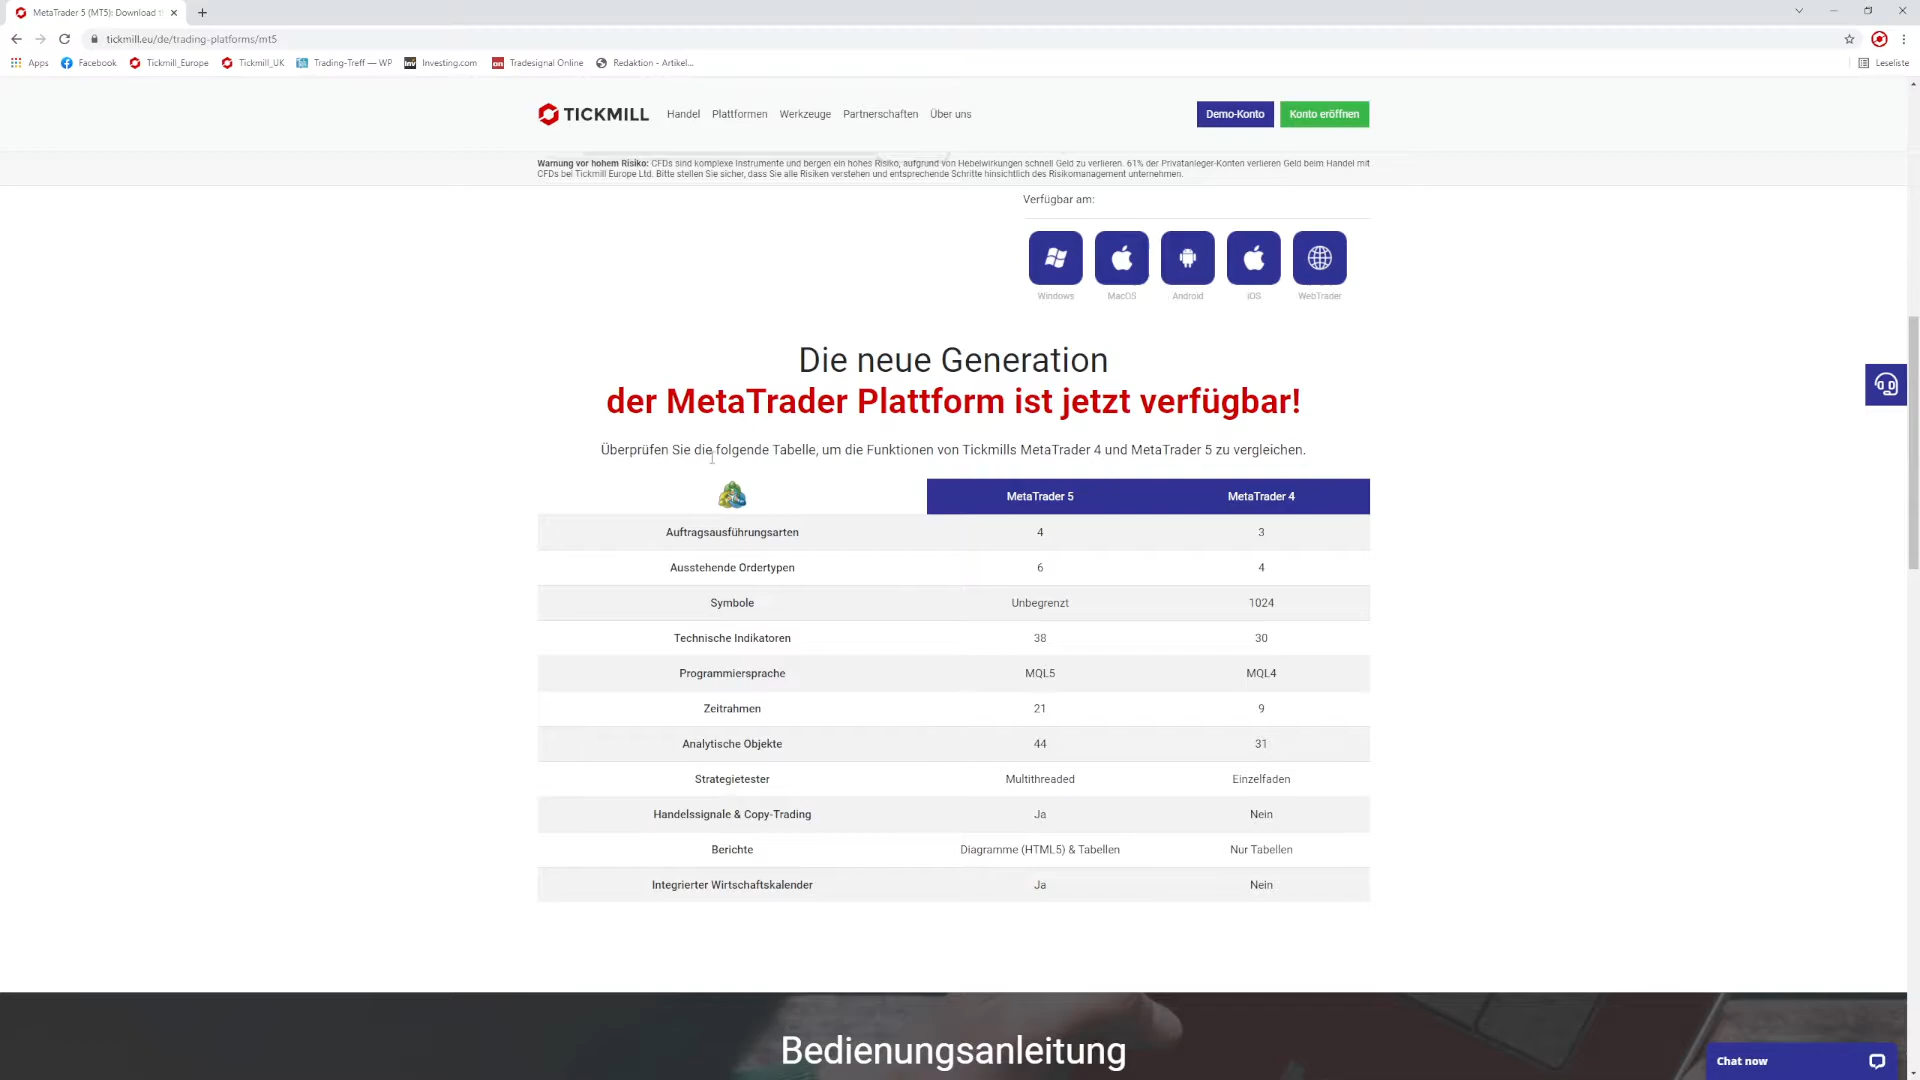 MetaTrader 5 (MT5): Download t
tickmill.eu/de/trading-platforms/mt5
Apps Facebook Tickmill_Europe Tickmill_UK Trading-Treff — WP Investing.com Tradesignal Online Redaktion - Artikel... Leseliste
TICKMILL Handel Plattformen Werkzeuge Partnerschaften Über uns Demo-Konto Konto eröffnen
Warnung vor hohem Risiko: CFDs sind komplexe Instrumente und bergen ein hohes Risiko, aufgrund von Hebelwirkungen schnell Geld zu verlieren. 61% der Privatanleger-Konten verlieren Geld beim Handel mit
CFDs bei Tickmill Europe Ltd. Bitte stellen Sie sicher, dass Sie alle Risiken verstehen und entsprechende Schritte hinsichtlich des Risikomanagement unternehmen.
Verfügbar am:
Windows MacOS Android iOS WebTrader
Die neue Generation
der MetaTrader Plattform ist jetzt verfügbar!
Überprüfen Sie die folgende Tabelle, um die Funktionen von Tickmills MetaTrader 4 und MetaTrader 5 zu vergleichen.
MetaTrader 5 MetaTrader 4
Auftragsausführungsarten 4 3
Ausstehende Ordertypen 6 4
Symbole Unbegrenzt 1024
Technische Indikatoren 38 30
Programmiersprache MQL5 MQL4
Zeitrahmen 21 9
Analytische Objekte 44 31
Strategietester Multithreaded Einzelfaden
Handelssignale & Copy-Trading Ja Nein
Berichte Diagramme (HTML5) & Tabellen Nur Tabellen
Integrierter Wirtschaftskalender Ja Nein
Bedienungsanleitung
Chat now